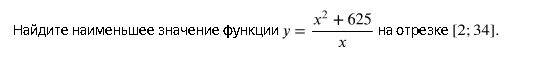 Найдите наименьшее значение функции y = (x² + 625) / x на отрезке [2; 34].